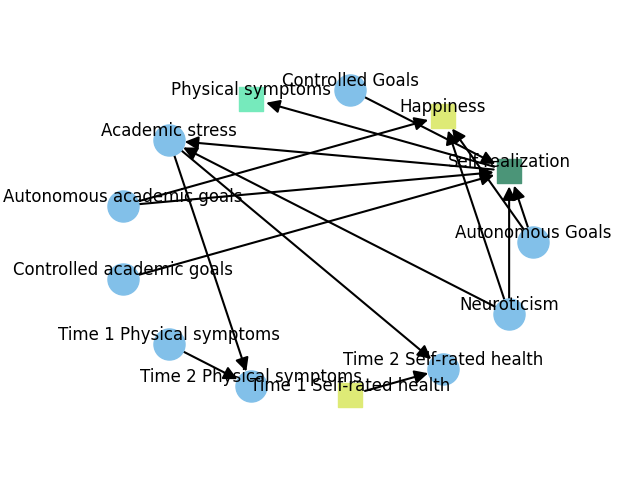 Controlled Goals
Physical symptoms
Happiness
Academic stress
Self-realization
Autonomous academic goals
Autonomous Goals
Controlled academic goals
Neuroticism
Time 1 Physical symptoms
Time 2 Self-rated health
Time 2 Physical symptoms
Time 1 Self-rated health